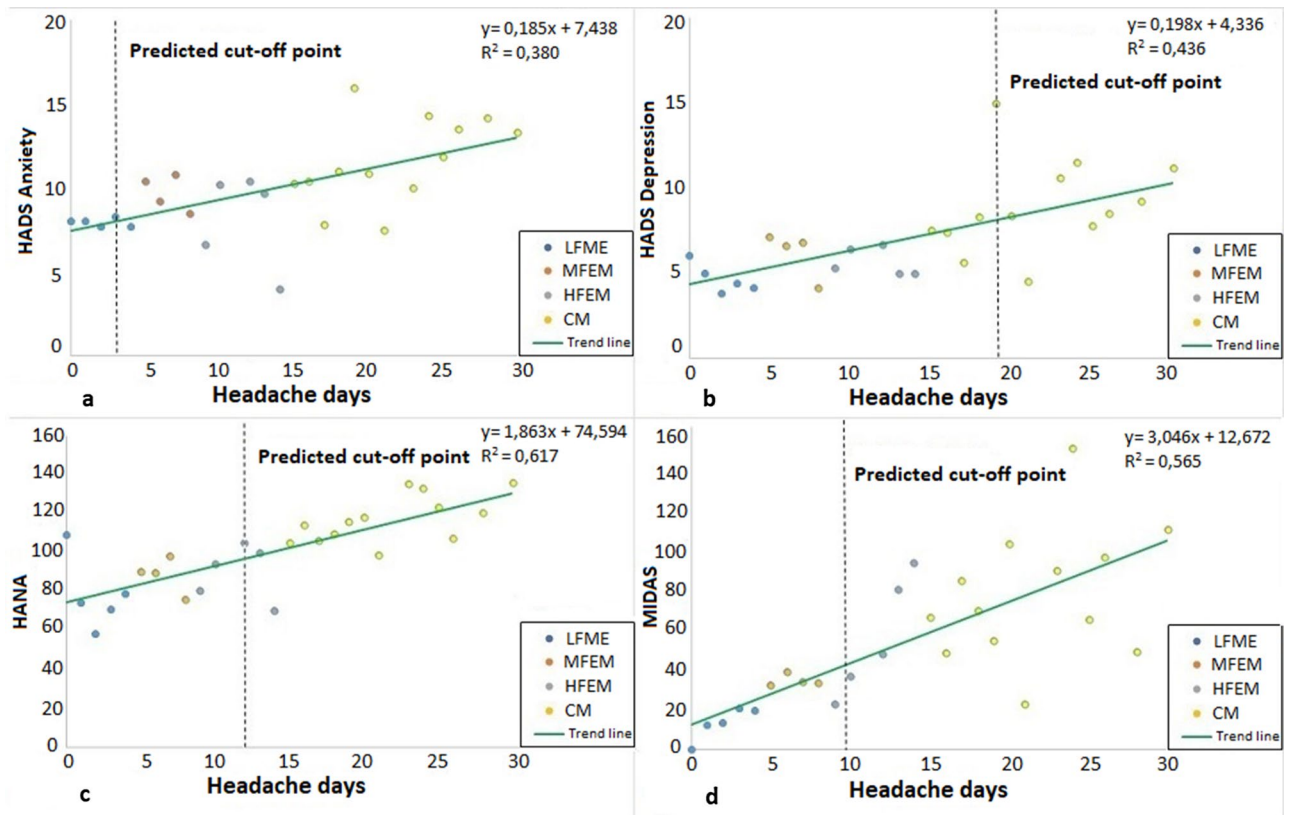 20
15
10
5
0
HADS Anxiety
Predicted cut-off point
y= 0,185x + 7,438
R² = 0,380
LFME
MFEM
HFEM
CM
Trend line
0 5 10 15 20 25 30
Headache days
a
20
15
10
5
0
HADS Depression
y= 0,198x + 4,336
R² = 0,436
Predicted cut-off point
LFME
MFEM
HFEM
CM
Trend line
0 5 10 15 20 25 30
Headache days
b
160
140
120
100
80
60
40
20
0
HANA
y= 1,863x + 74,594
Predicted cut-off point
R² = 0,617
LFME
MFEM
HFEM
CM
Trend line
0 5 10 15 20 25 30
Headache days
c
160
140
120
100
80
60
40
20
0
MIDAS
y= 3,046x + 12,672
R² = 0,565
Predicted cut-off point
LFME
MFEM
HFEM
CM
Trend line
0 5 10 15 20 25 30
Headache days
d